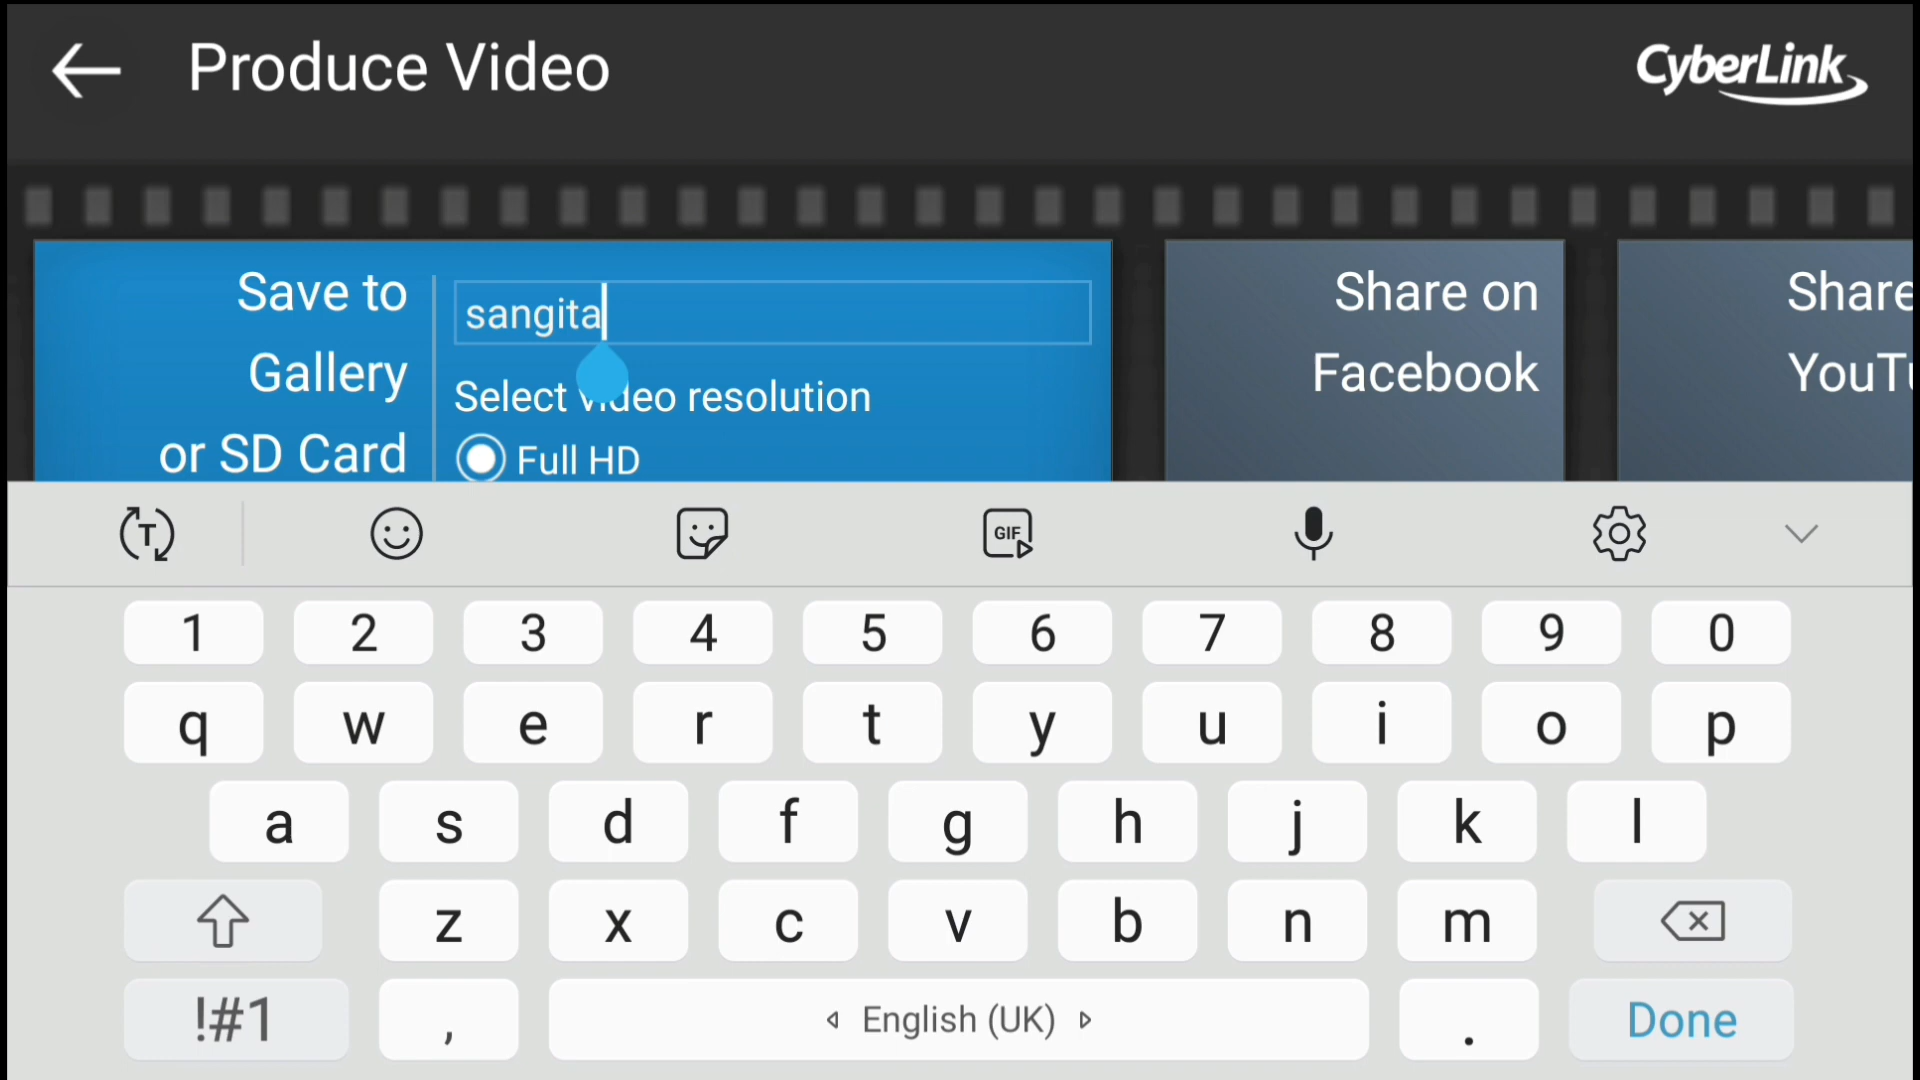 Produce Video
CyberLink
Save to
Gallery
or SD Card
sangita
Select video resolution
Full HD
Share on
Facebook
Share
YouTu
T
GIF
1 2 3 4 5 6 7 8 9 0
q w e r t y u i o p
a s d f g h j k l
z x c v b n m
!#1 , English (UK) . Done